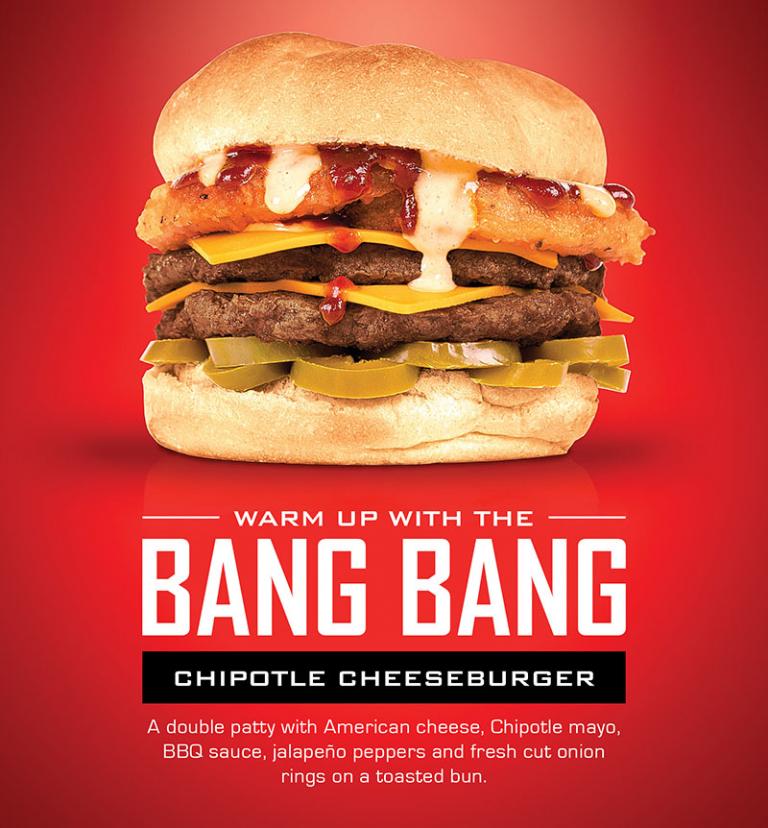 WARM UP WITH THE
BANG BANG
CHIPOTLE CHEESEBURGER
A double patty with American cheese, Chipotle mayo,
BBQ sauce, jalapeño peppers and fresh cut onion
rings on a toasted bun.